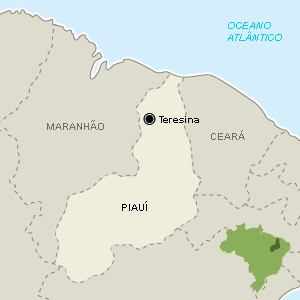 OCEANO
ATLÂNTICO
Teresina
MARANHÃO
CEARÁ
PIAUÍ